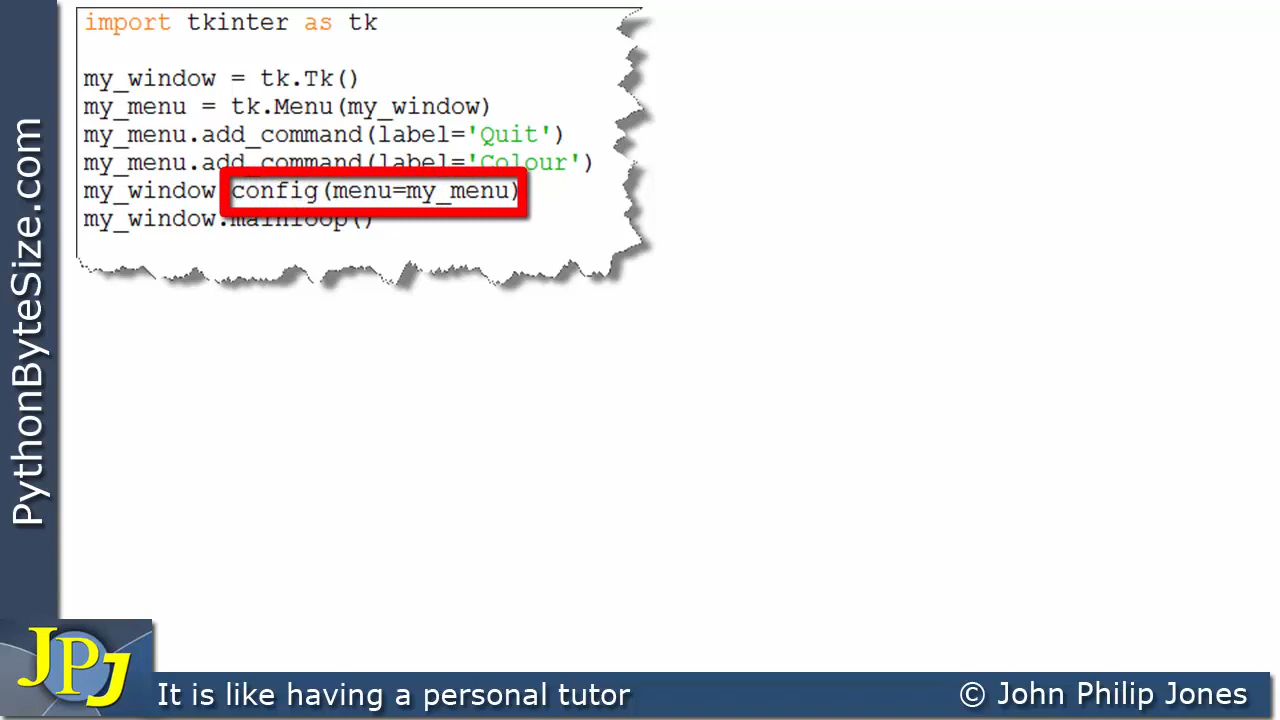 import tkinter as tk
my_window = tk.Tk()
my_menu = tk.Menu(my_window)
my_menu.add_command(label='Quit')
my_menu.add_command(label='Colour')
my_window config(menu=my_menu)
my_window.mainloop()
PythonByteSize.com
JPJ
It is like having a personal tutor
© John Philip Jones